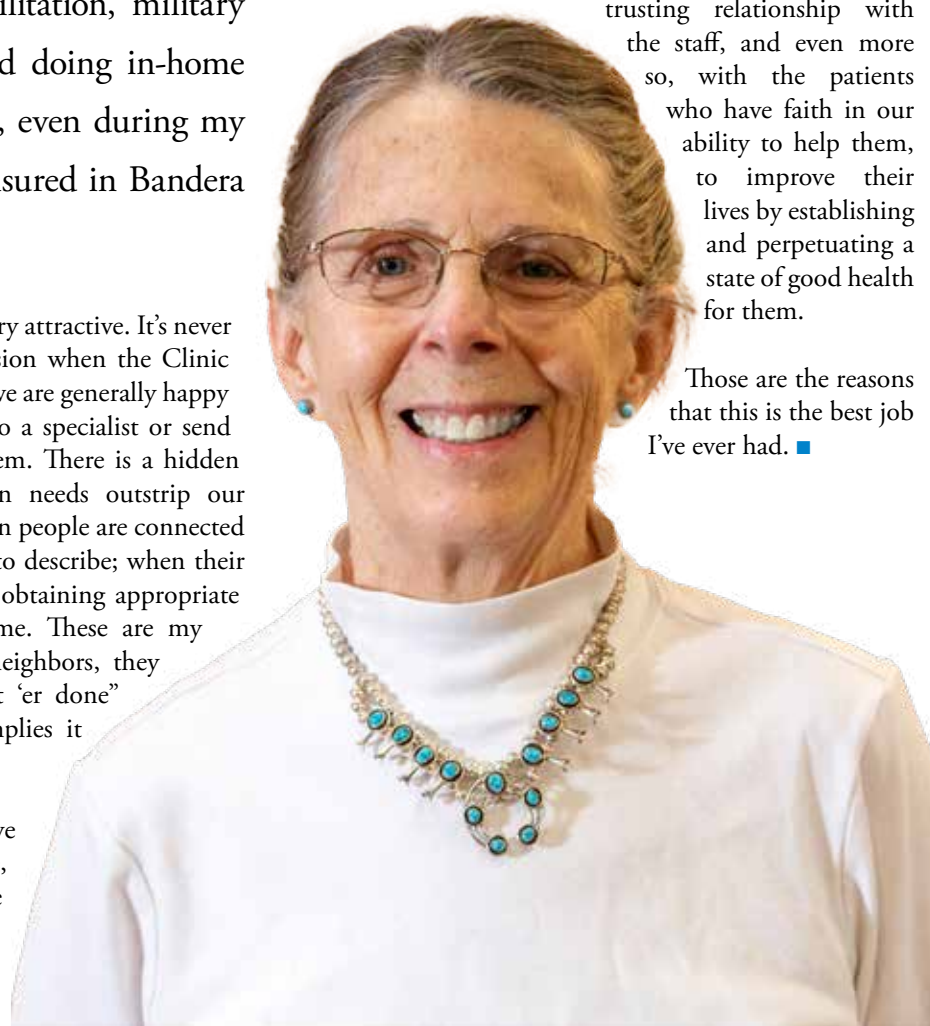 ilitation, military
d doing in-home
, even during my
sured in Bandera
ry attractive. It’s never
sion when the Clinic
ve are generally happy
o a specialist or send
em. There is a hidden
n needs outstrip our
n people are connected
to describe; when their
obtaining appropriate
me. These are my
neighbors, they
t ‘er done”
nplies it
ve
,
e
trusting relationship with
the staff, and even more
so, with the patients
who have faith in our
ability to help them,
to improve their
lives by establishing
and perpetuating a
state of good health
for them.
Those are the reasons
that this is the best job
I’ve ever had. ■